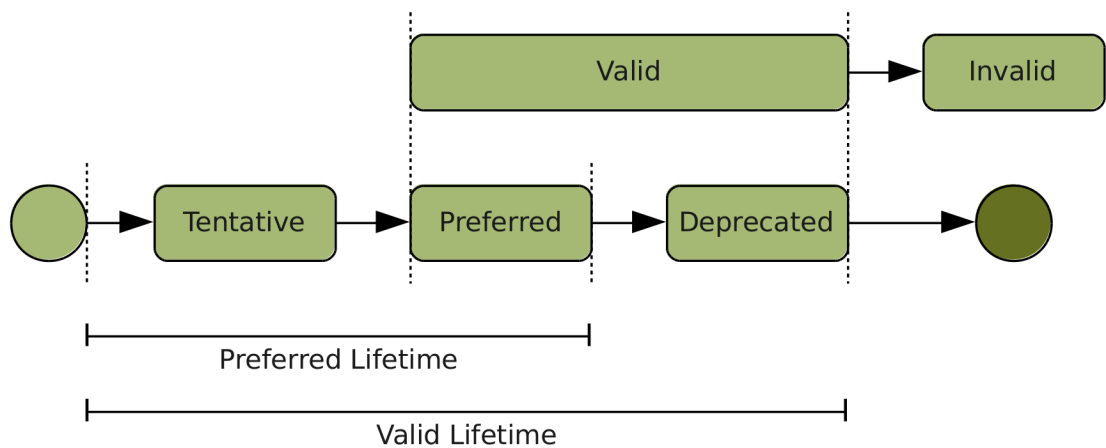 Valid
Invalid
Tentative
Preferred
Deprecated
Preferred Lifetime
Valid Lifetime